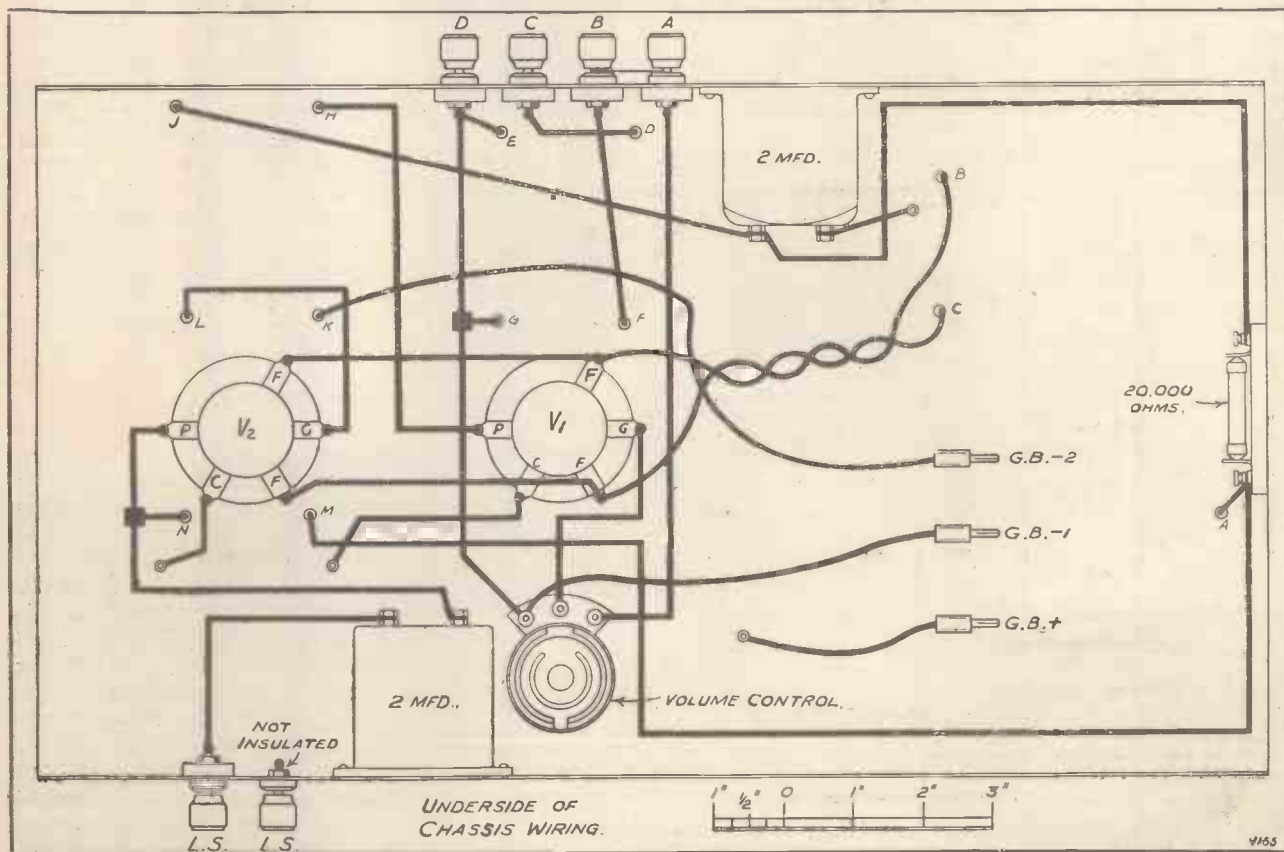 D C B A
J H E D
2 MFD.
B
L K G F C
F F
20,000
OHMS.
P V2 G P V1 G
G.B.-2
C F C F
N M A
G.B.-1
G.B.+
2 MFD.
VOLUME CONTROL.
NOT
INSULATED
1" ½" 0 1" 2" 3"
UNDERSIDE OF
CHASSIS WIRING.
L.S. L.S.
4165